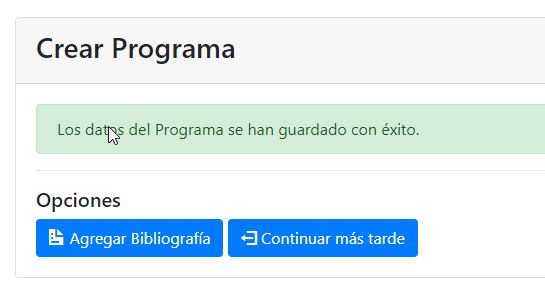 Crear Programa
Los datos del Programa se han guardado con éxito.
Opciones
Agregar Bibliografía
Continuar más tarde